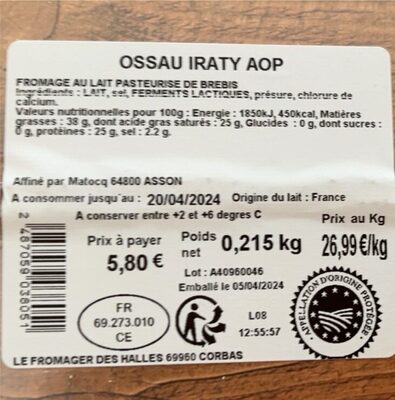 OSSAU IRATY AOP
FROMAGE AU LAIT PASTEURISE DE BREBIS
Ingrédients : LAIT, sel, FERMENTS LACTIQUES, présure, chlorure de
calcium.
Valeurs nutritionnelles pour 100g : Energie : 1850kJ, 450kcal, Matières
grasses : 38 g, dont acide gras saturés : 25 g, Glucides : 0 g, dont sucres :
0 g, protéines : 25 g, sel : 2.2 g.
Affiné par Matocq 64800 ASSON
A consommer jusqu'au : 20/04/2024 Origine du lait : France
A conserver entre +2 et +6 degres C
Prix à payer
5,80 €
Poids
net
0,215 kg
Prix au Kg
26,99 €/kg
Lot : A40960046
Emballé le 05/04/2024
2 487059 038051
FR
69.273.010
CE
L08
12:55:57
APPELLATION D'ORIGINE PROTÉGÉE
LE FROMAGER DES HALLES 69960 CORBAS